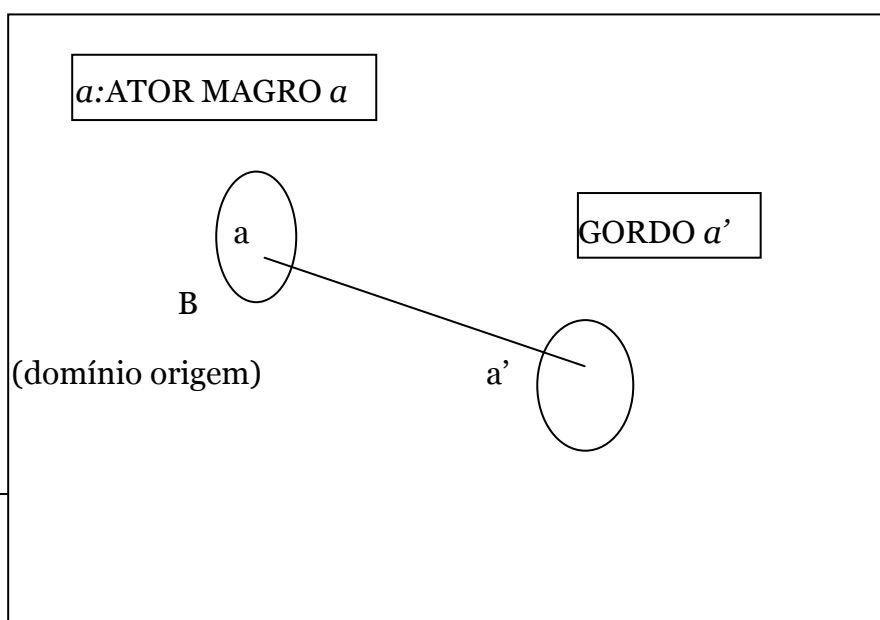 a:ATOR MAGRO a
a
GORDO a’
B
(domínio origem)
a’